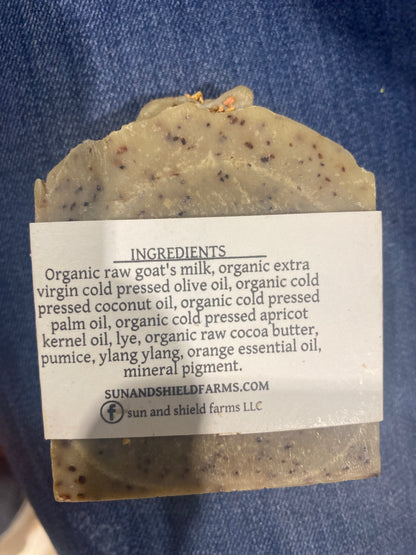 INGREDIENTS
Organic raw goat's milk, organic extra
virgin cold pressed olive oil, organic cold
pressed coconut oil, organic cold pressed
palm oil, organic cold pressed apricot
kernel oil, lye, organic raw cocoa butter,
pumice, ylang ylang, orange essential oil,
mineral pigment.
SUNANDSHIELDFARMS.COM
f sun and shield farms LLC